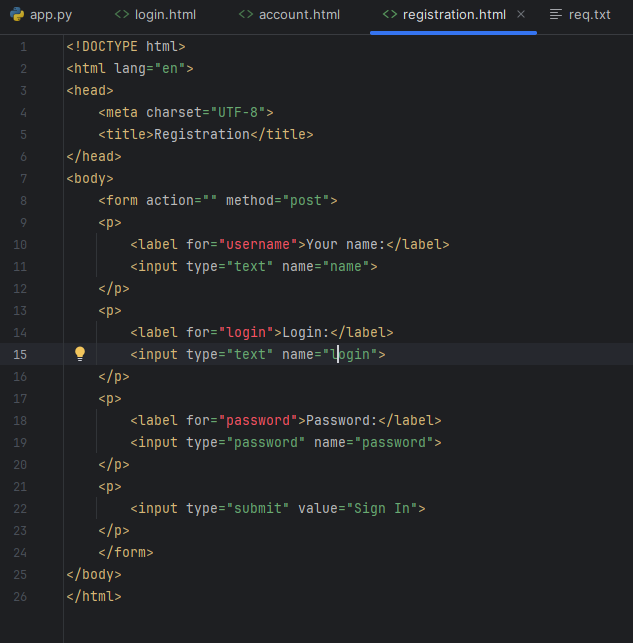 app.py login.html account.html registration.html req.txt
1 <!DOCTYPE html>
2 <html lang="en">
3 <head>
4     <meta charset="UTF-8">
5     <title>Registration</title>
6 </head>
7 <body>
8     <form action="" method="post">
9     <p>
10         <label for="username">Your name:</label>
11         <input type="text" name="name">
12     </p>
13     <p>
14         <label for="login">Login:</label>
15         <input type="text" name="login">
16     </p>
17     <p>
18         <label for="password">Password:</label>
19         <input type="password" name="password">
20     </p>
21     <p>
22         <input type="submit" value="Sign In">
23     </p>
24     </form>
25 </body>
26 </html>